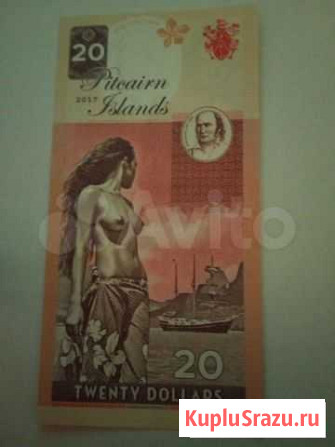 20
Pitcairn
2017
Islands
Avito
20
TWENTY DOLLARS
KupluSrazu.ru